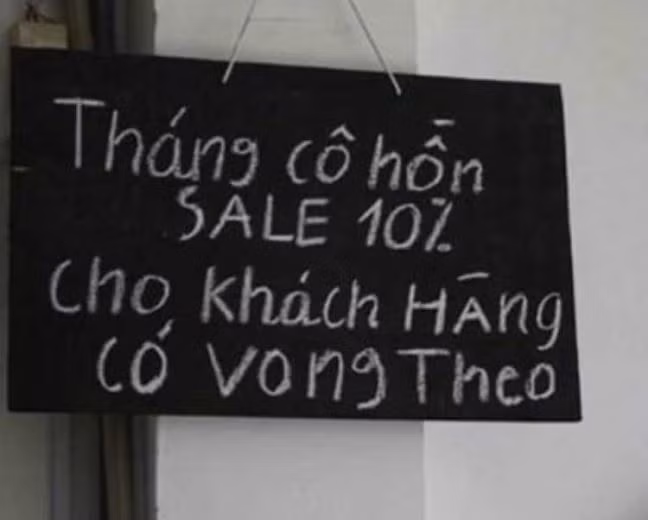 Tháng cô hồn
SALE 10%
cho khách HÀng
có vong Theo